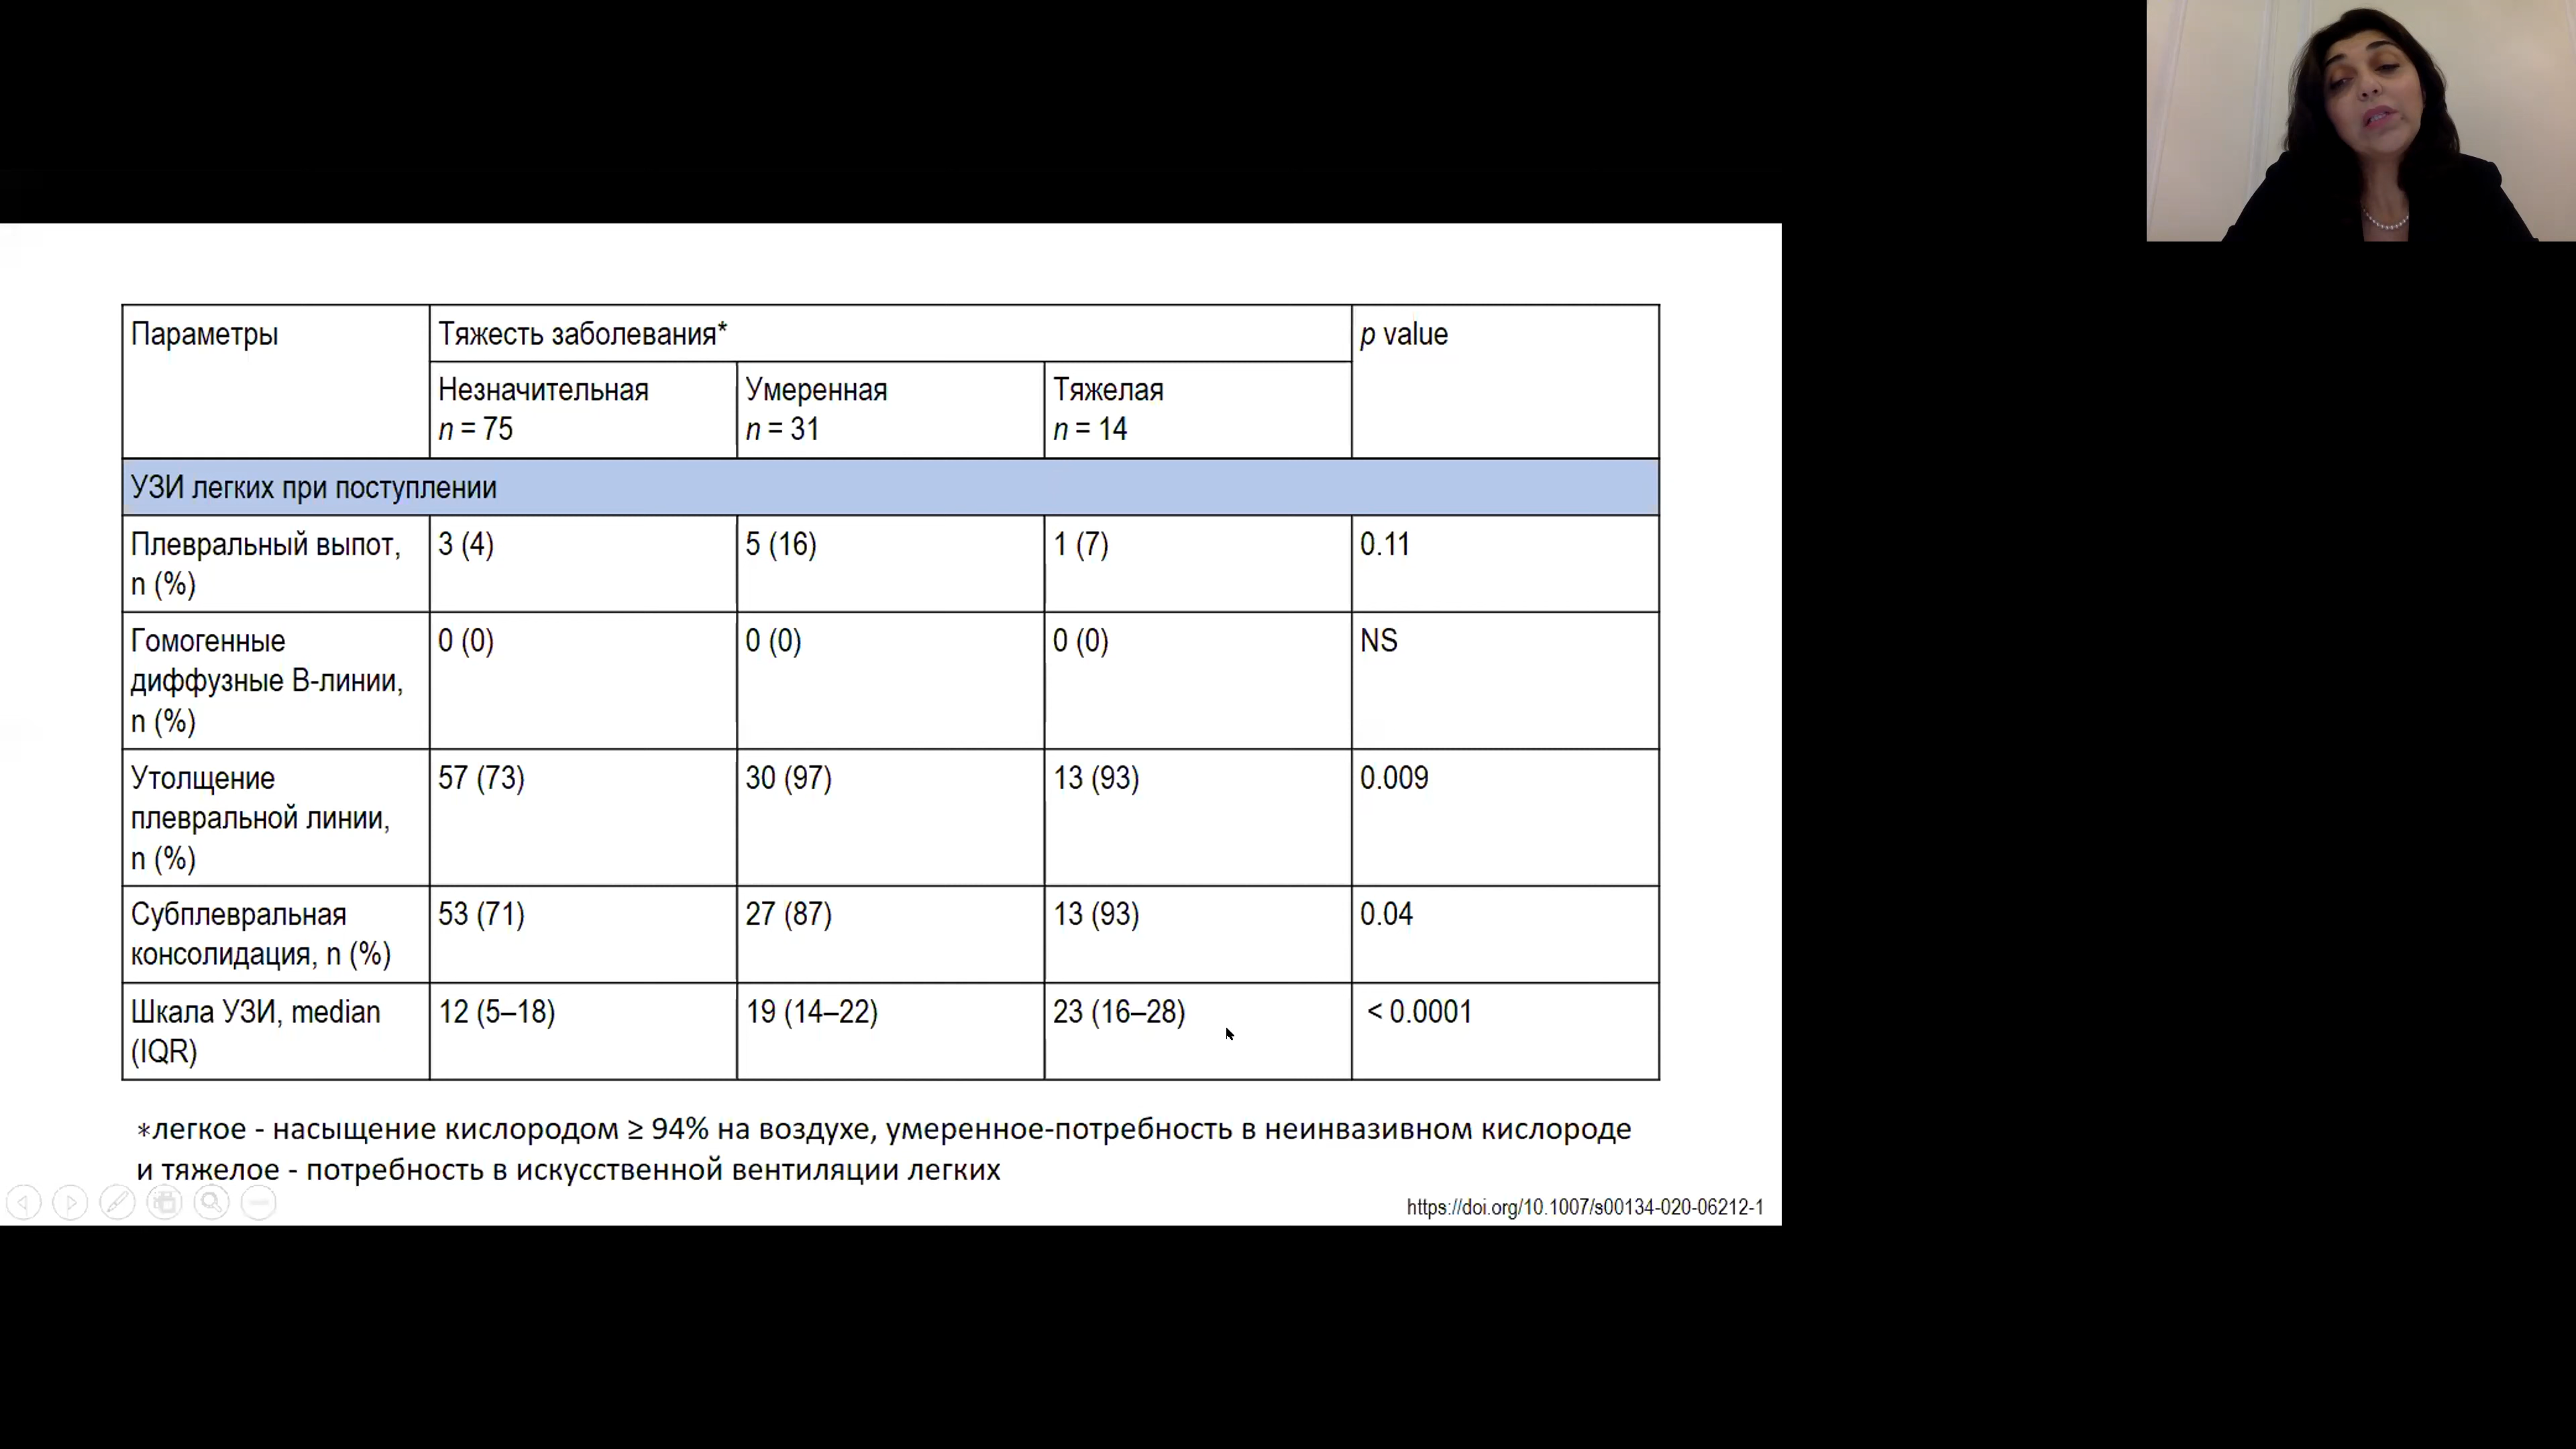 Параметры
Тяжесть заболевания*
p value
Незначительная
n = 75
Умеренная
n = 31
Тяжелая
n = 14
УЗИ легких при поступлении
Плевральный выпот,
n (%)
3 (4)
5 (16)
1 (7)
0.11
Гомогенные
диффузные В-линии,
n (%)
0 (0)
0 (0)
0 (0)
NS
Утолщение
плевральной линии,
n (%)
57 (73)
30 (97)
13 (93)
0.009
Субплевральная
консолидация, n (%)
53 (71)
27 (87)
13 (93)
0.04
Шкала УЗИ, median
(IQR)
12 (5–18)
19 (14–22)
23 (16–28)
< 0.0001
*легкое - насыщение кислородом ≥ 94% на воздухе, умеренное-потребность в неинвазивном кислороде
и тяжелое - потребность в искусственной вентиляции легких
https://doi.org/10.1007/s00134-020-06212-1